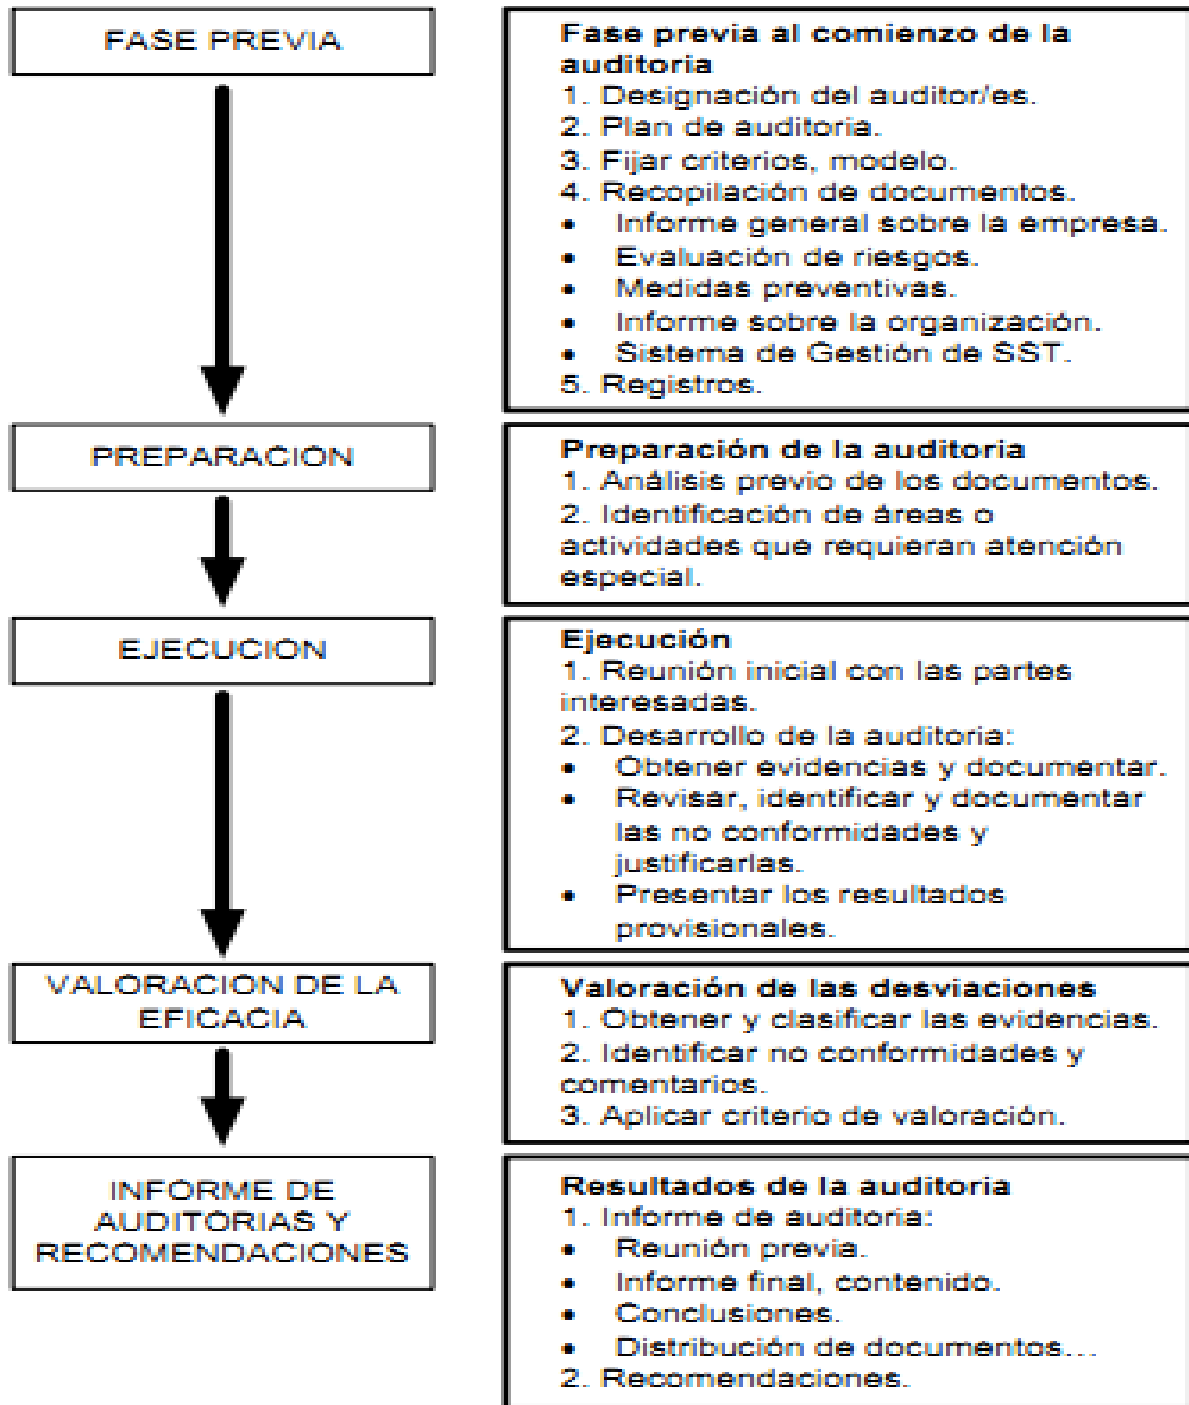 FASE PREVIA
Fase previa al comienzo de la
auditoria
1. Designación del auditor/es.
2. Plan de auditoria.
3. Fijar criterios, modelo.
4. Recopilación de documentos.
• Informe general sobre la empresa.
• Evaluación de riesgos.
• Medidas preventivas.
• Informe sobre la organización.
• Sistema de Gestión de SST.
5. Registros.
PREPARACION
Preparación de la auditoria
1. Análisis previo de los documentos.
2. Identificación de áreas o
actividades que requieran atención
especial.
EJECUCION
Ejecución
1. Reunión inicial con las partes
interesadas.
2. Desarrollo de la auditoria:
• Obtener evidencias y documentar.
• Revisar, identificar y documentar
las no conformidades y
justificarlas.
• Presentar los resultados
provisionales.
VALORACION DE LA
EFICACIA
Valoración de las desviaciones
1. Obtener y clasificar las evidencias.
2. Identificar no conformidades y
comentarios.
3. Aplicar criterio de valoración.
INFORME DE
AUDITORIAS Y
RECOMENDACIONES
Resultados de la auditoria
1. Informe de auditoria:
• Reunión previa.
• Informe final, contenido.
• Conclusiones.
• Distribución de documentos...
2. Recomendaciones.